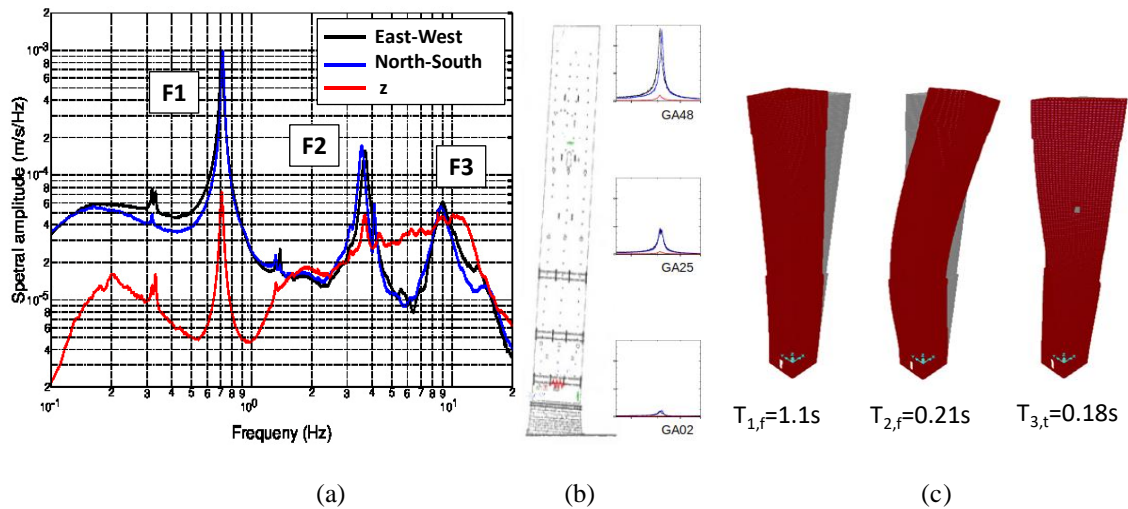 East-West
North-South
z
F1
F2
F3
Spetral amplitude (m/s/Hz)
2
10⁻³
8
6
4
2
10⁻⁴
8
6
4
2
10⁻⁵
8
6
4
2
10⁻¹ 2 3 4 5 6 7 8 9 10⁰ 2 3 4 5 6 7 8 9 10¹ 2
Frequeny (Hz)
GA48
GA25
GA02
T₁,f=1.1s T₂,f=0.21s T₃,t=0.18s
(a) (b) (c)